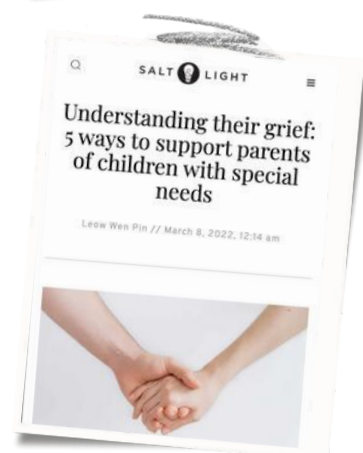 SALT LIGHT
Understanding their grief:
5 ways to support parents
of children with special
needs
Leow Wen Pin // March 8, 2022, 12:14 am